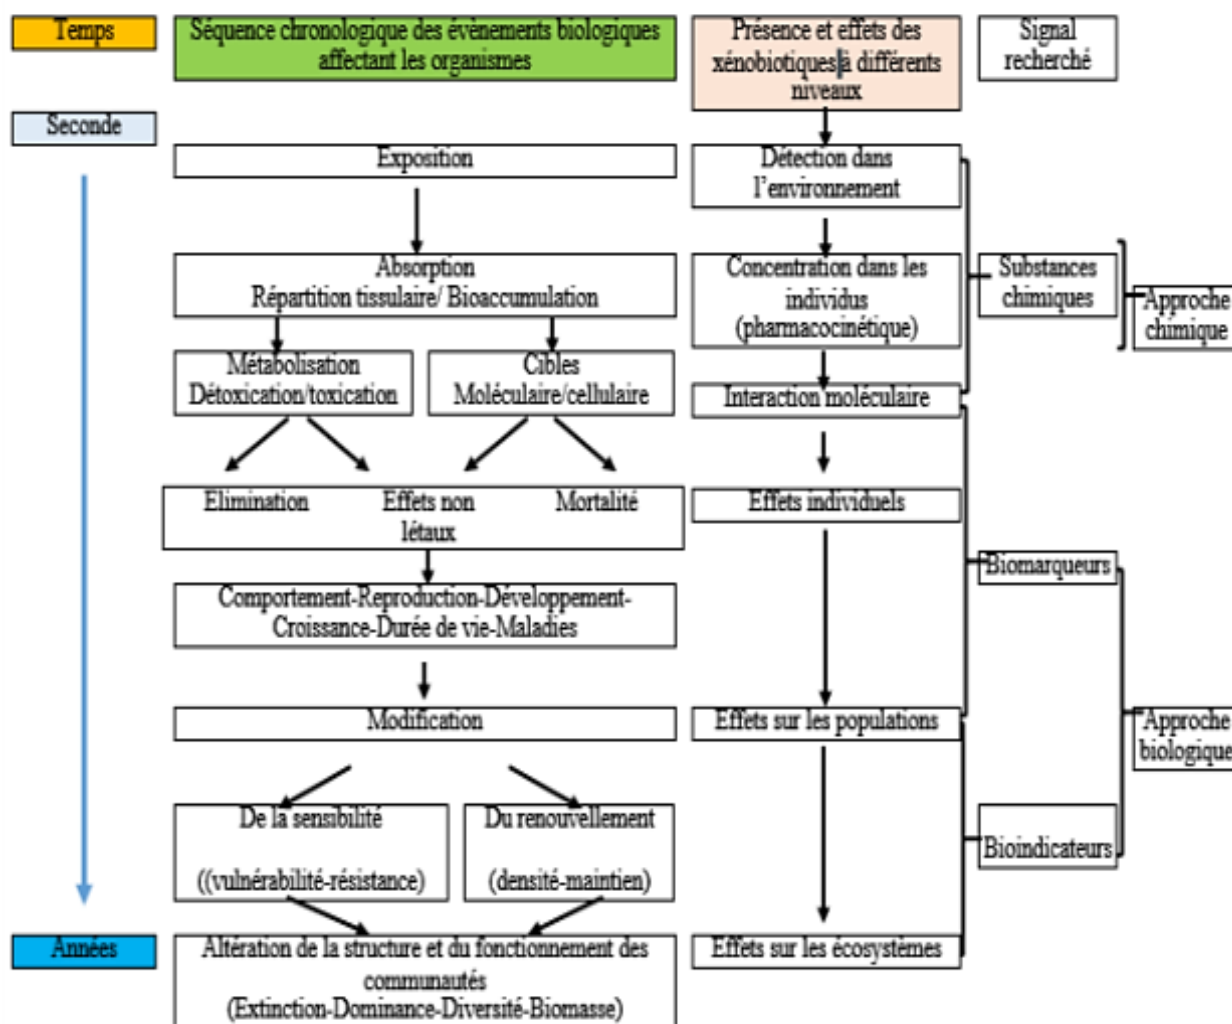 Temps
Séquence chronologique des évènements biologiques
affectant les organismes
Présence et effets des
xénobiotiques à différents
niveaux
Signal
recherché
Seconde
Exposition
Détection dans
l’environnement
Absorption
Répartition tissulaire/ Bioaccumulation
Concentration dans les
individus
(pharmacocinétique)
Substances
chimiques
Approche
chimique
Métabolisation
Détoxication/toxication
Cibles
Moléculaire/cellulaire
Interaction moléculaire
Elimination
Effets non
létaux
Mortalité
Effets individuels
Biomarqueurs
Comportement-Reproduction-Développement-
Croissance-Durée de vie-Maladies
Modification
Effets sur les populations
Approche
biologique
De la sensibilité
((vulnérabilité-résistance)
Du renouvellement
(densité-maintien)
Bioindicateurs
Années
Altération de la structure et du fonctionnement des
communautés
(Extinction-Dominance-Diversité-Biomasse)
Effets sur les écosystèmes